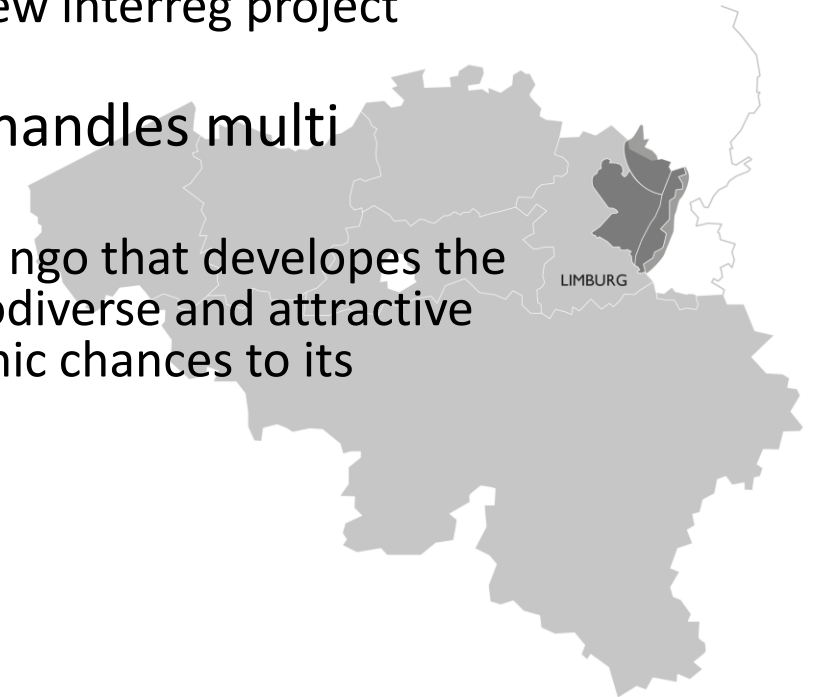 ew Interreg project
handles multi
ngo that developes the
odiverse and attractive
LIMBURG
nic chances to its